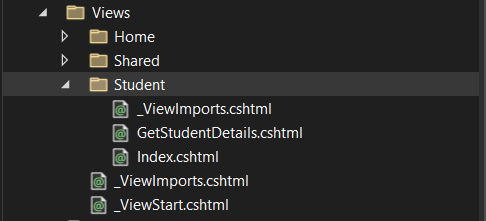 Views
Home
Shared
Student
_ViewImports.cshtml
GetStudentDetails.cshtml
Index.cshtml
_ViewImports.cshtml
_ViewStart.cshtml